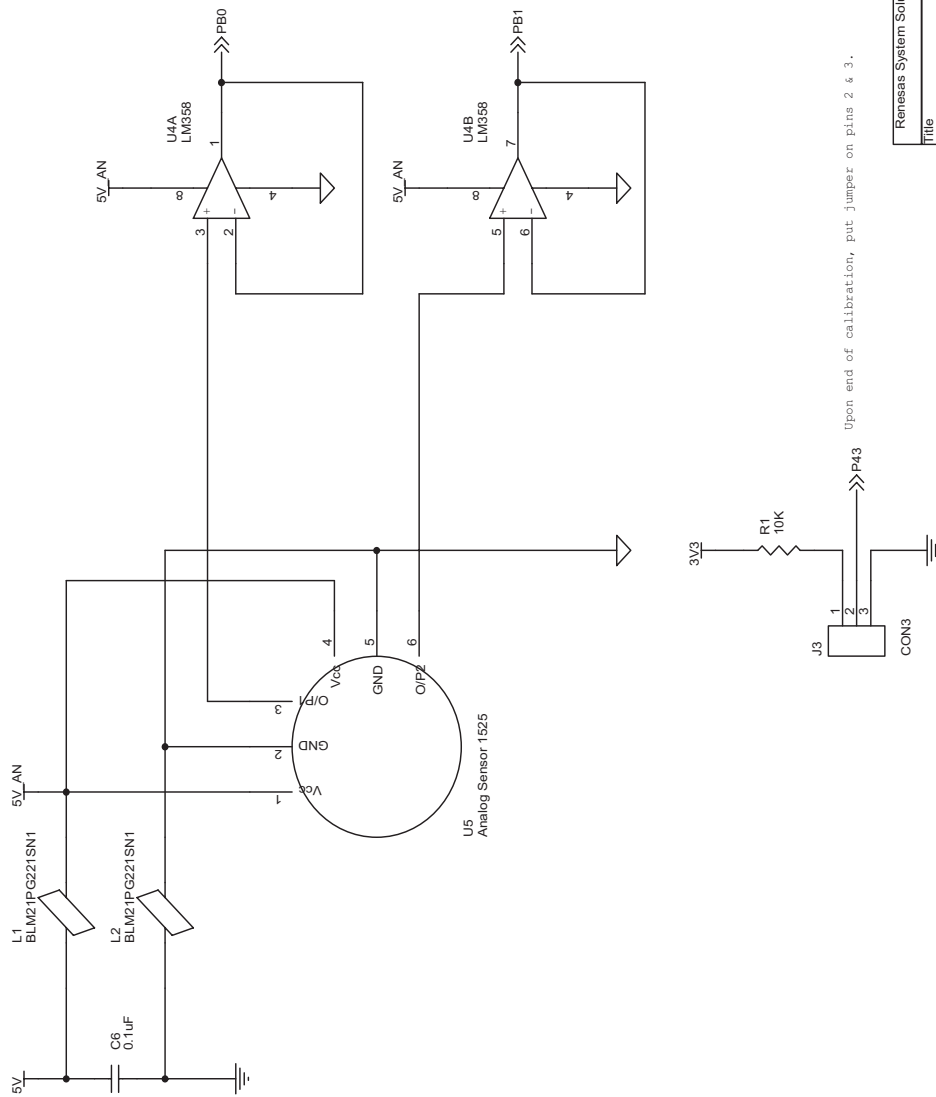 5V
C6
0.1uF
L1
BLM21PG221SN1
L2
BLM21PG221SN1
5V_AN
1
Vcc
2
GND
3
O/P1
4
Vcc
5
GND
6
O/P2
U5
Analog Sensor 1525
5V_AN
U4A
LM358
3
+
2
-
8
4
1
PB0
5V_AN
U4B
LM358
5
+
6
-
8
4
7
PB1
3V3
R1
10K
J3
1
2
3
CON3
P43
Upon end of calibration, put jumper on pins 2 & 3.
Renesas System
Title